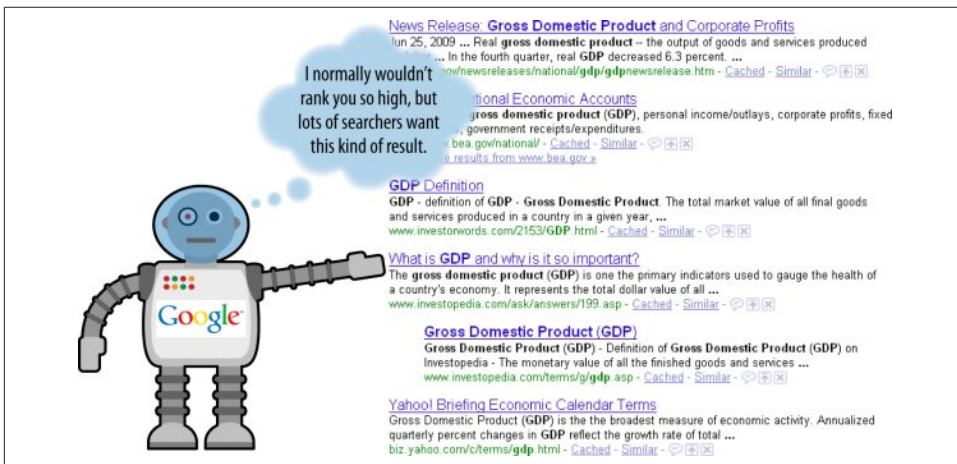 News Release: Gross Domestic Product and Corporate Profits
Jun 25, 2009 ... Real gross domestic product -- the output of goods and services produced
... In the fourth quarter, real GDP decreased 6.3 percent. ...
gov/newsreleases/national/gdp/gdpnewsrelease.htm - Cached - Similar -
Economic Accounts
gross domestic product (GDP), personal income/outlays, corporate profits, fixed
government receipts/expenditures.
bea.gov/national/ - Cached - Similar -
results from www.bea.gov »
I normally wouldn't
rank you so high, but
lots of searchers want
this kind of result.
GDP Definition
GDP - definition of GDP - Gross Domestic Product. The total market value of all final goods
and services produced in a country in a given year, ...
www.investorwords.com/2153/GDP.html - Cached - Similar -
What is GDP and why is it so important?
The gross domestic product (GDP) is one the primary indicators used to gauge the health of
a country's economy. It represents the total dollar value of all ...
www.investopedia.com/ask/answers/199.asp - Cached - Similar -
Gross Domestic Product (GDP)
Gross Domestic Product (GDP) - Definition of Gross Domestic Product (GDP) on
Investopedia - The monetary value of all the finished goods and services ...
www.investopedia.com/terms/g/gdp.asp - Cached - Similar -
Yahoo! Briefing Economic Calendar Terms
Gross Domestic Product (GDP) is the the broadest measure of economic activity. Annualized
quarterly percent changes in GDP reflect the growth rate of total ...
biz.yahoo.com/c/terms/gdp.html - Cached - Similar -
Google